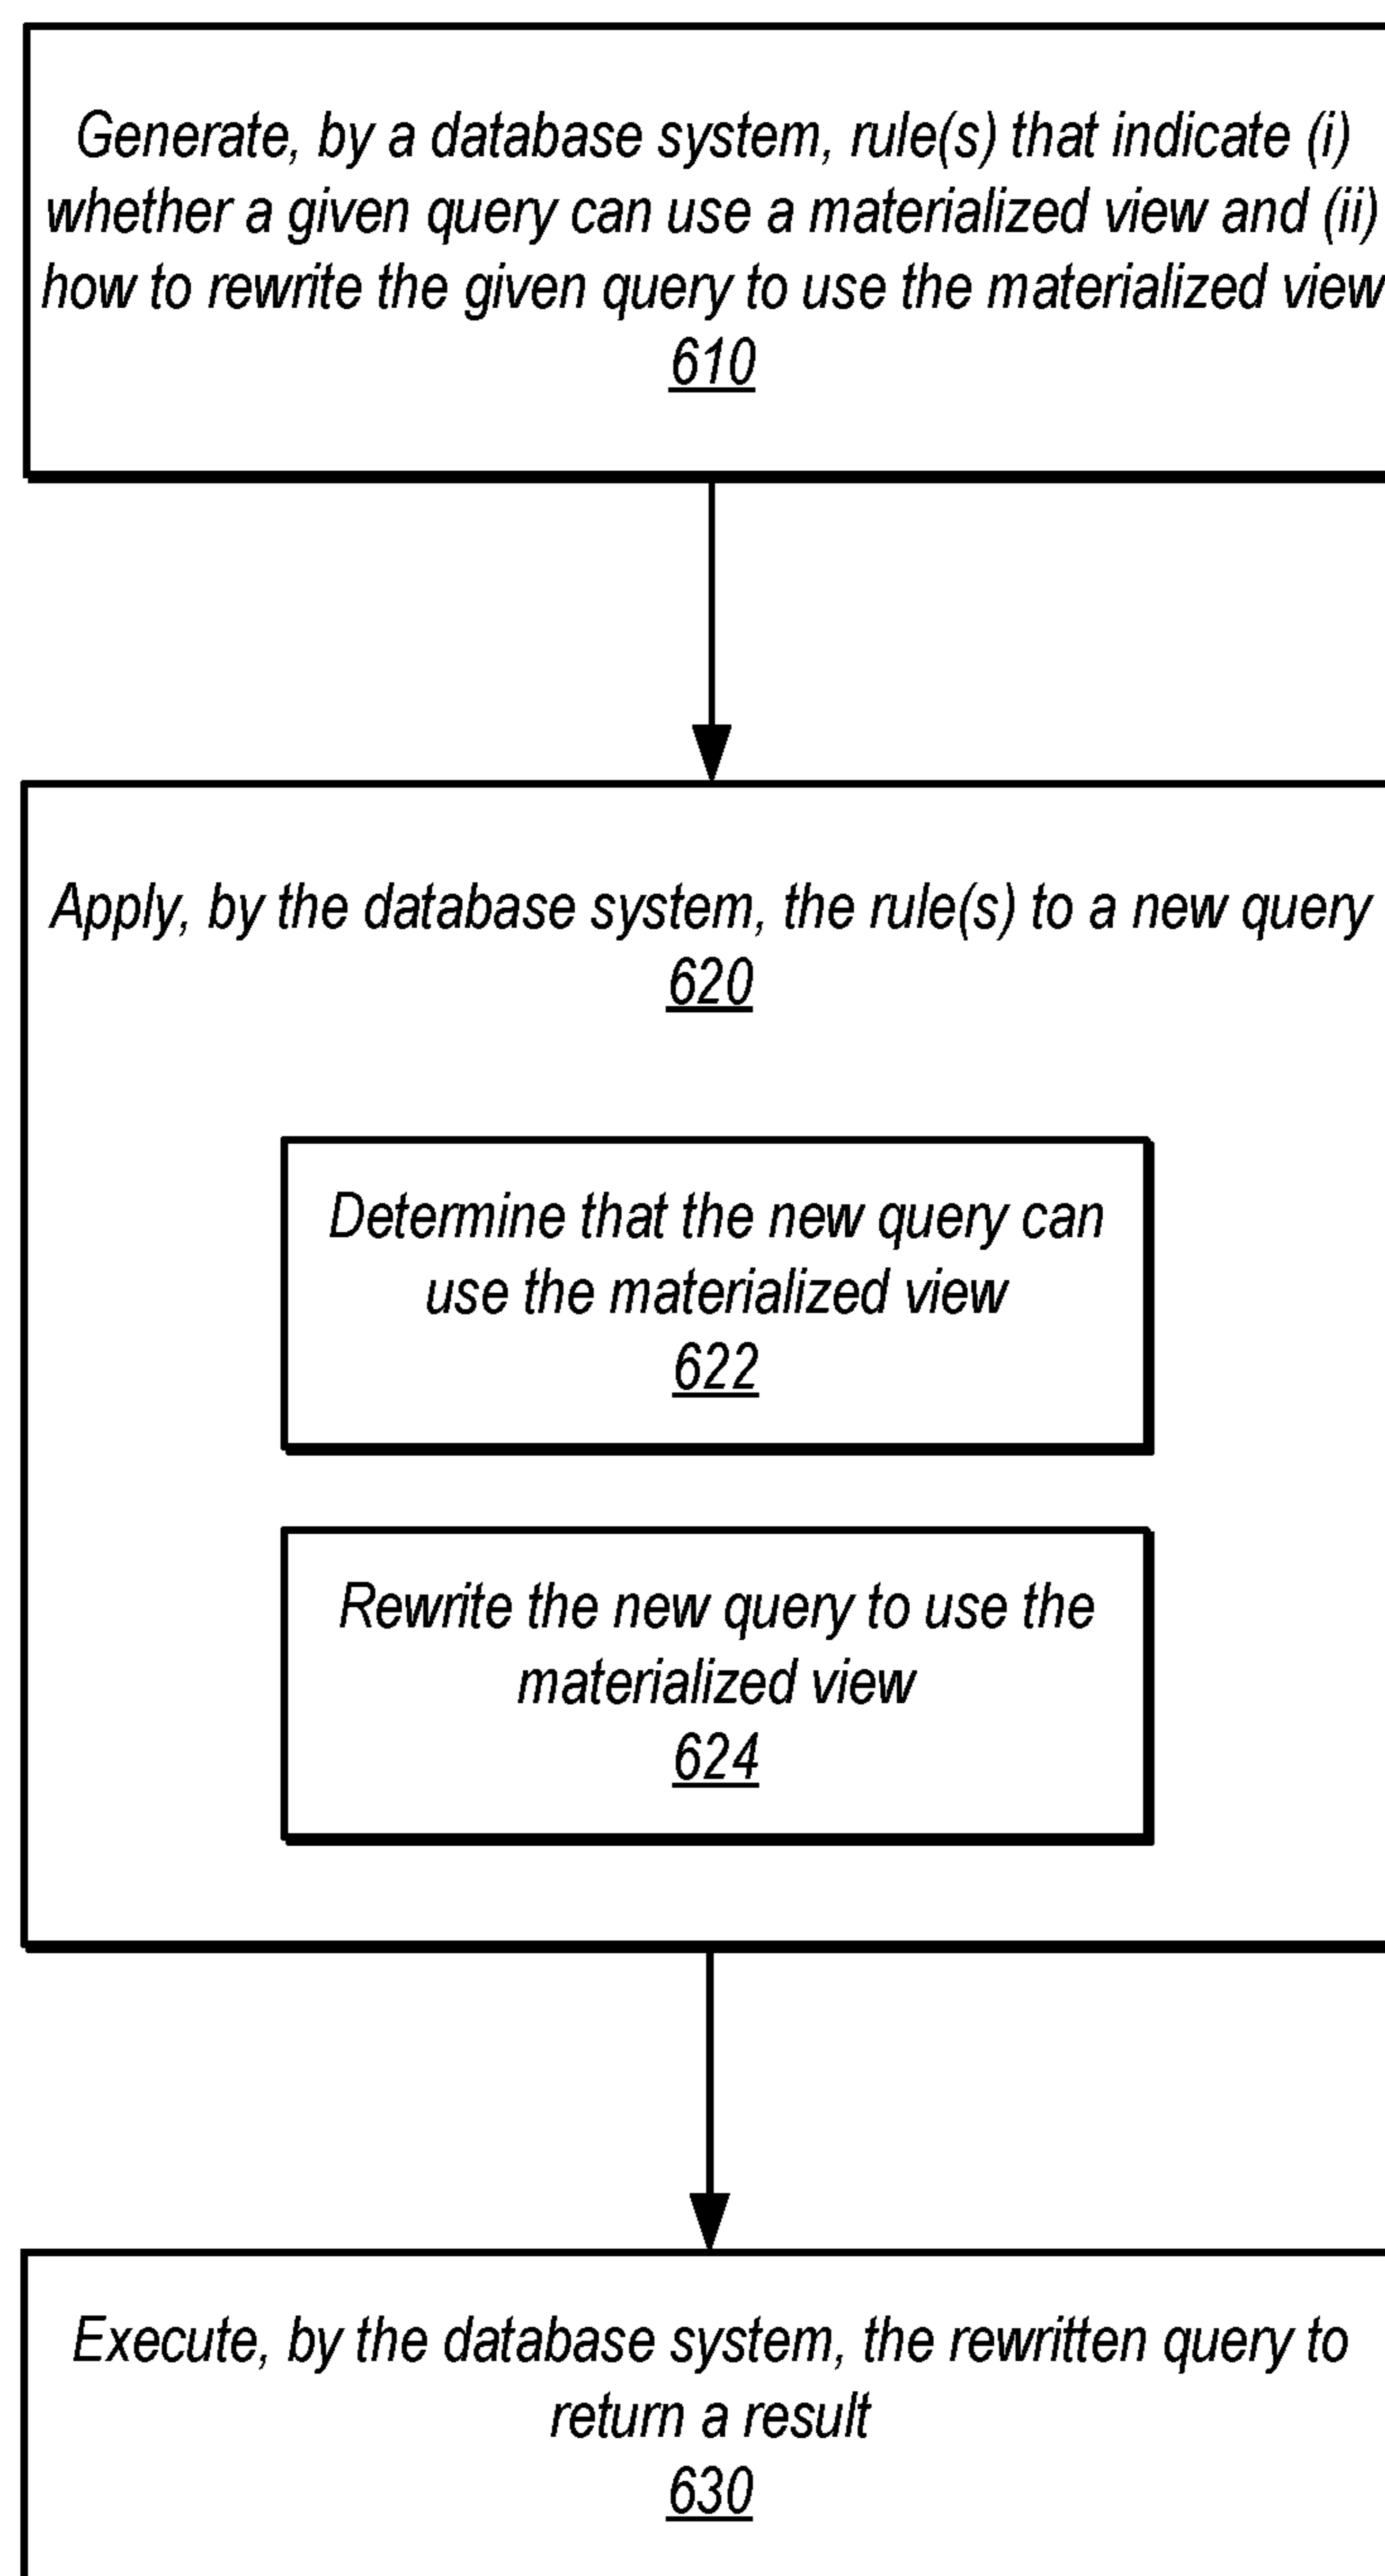 Generate, by a database system, rule(s) that indicate (i)
whether a given query can use a materialized view and (ii)
how to rewrite the given query to use the materialized view
610
Apply, by the database system, the rule(s) to a new query
620
Determine that the new query can
use the materialized view
622
Rewrite the new query to use the
materialized view
624
Execute, by the database system, the rewritten query to
return a result
630